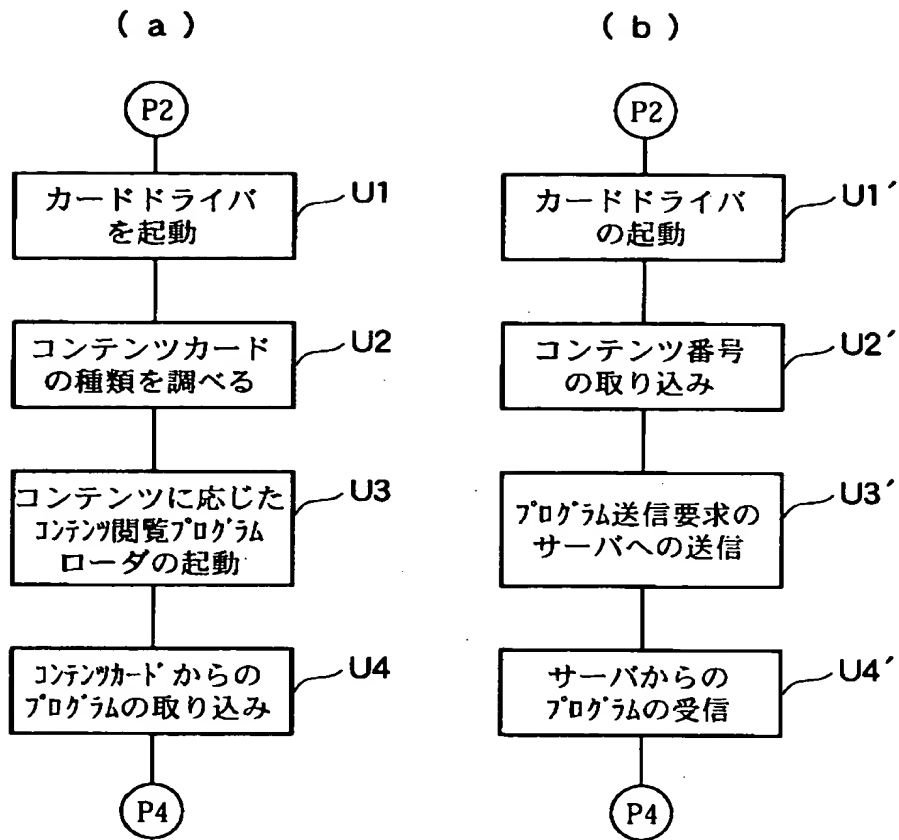 (a)
P2
カードドライバ
を起動
U1
コンテンツカード
の種類を調べる
U2
コンテンツに応じた
コンテンツ閲覧プログラム
ローダの起動
U3
コンテンツカードからの
プログラムの取り込み
U4
P4
(b)
P2
カードドライバ
の起動
U1′
コンテンツ番号
の取り込み
U2′
プログラム送信要求の
サーバへの送信
U3′
サーバからの
プログラムの受信
U4′
P4